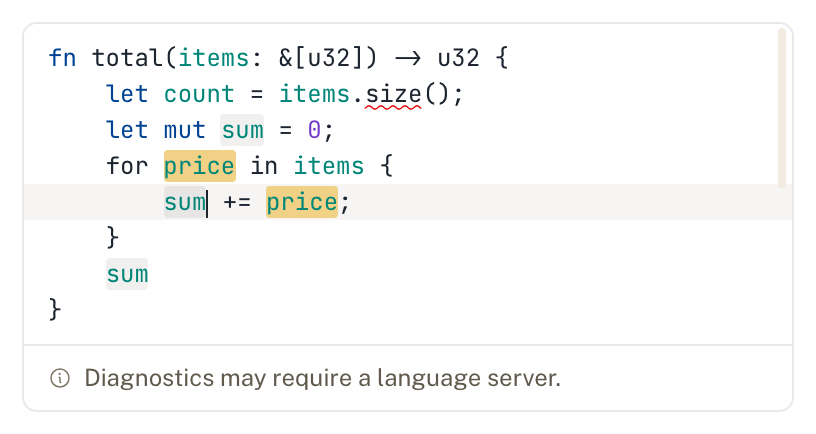 fn total(items: &[u32]) -> u32 {
    let count = items.size();
    let mut sum = 0;
    for price in items {
        sum += price;
    }
    sum
}
Diagnostics may require a language server.